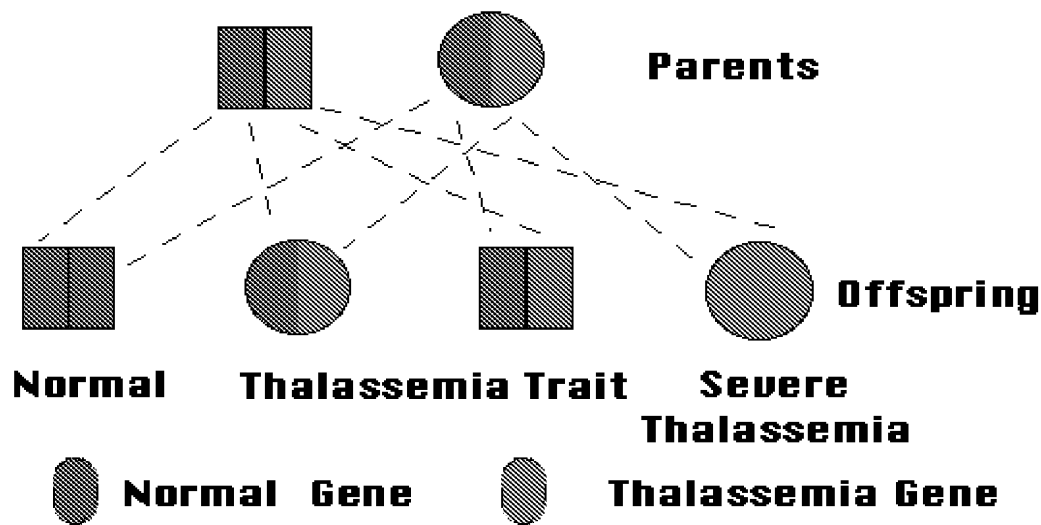 Parents
Offspring
Normal
Thalassemia Trait
Severe
Thalassemia
Normal Gene
Thalassemia Gene